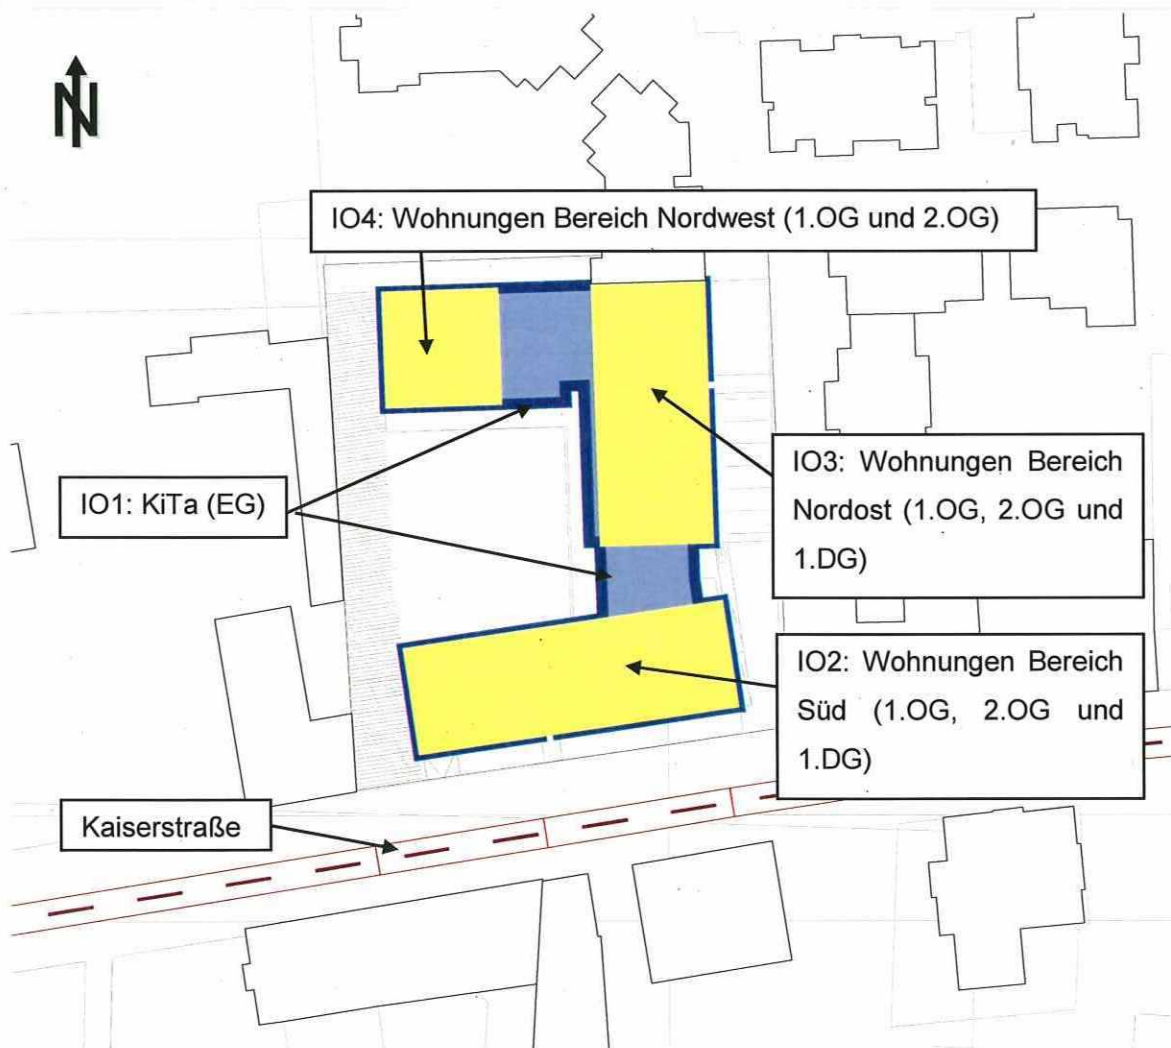 N
IO4: Wohnungen Bereich Nordwest (1.OG und 2.OG)
IO1: KiTa (EG)
IO3: Wohnungen Bereich
Nordost (1.OG, 2.OG und
1.DG)
IO2: Wohnungen Bereich
Süd (1.OG, 2.OG und
1.DG)
Kaiserstraße